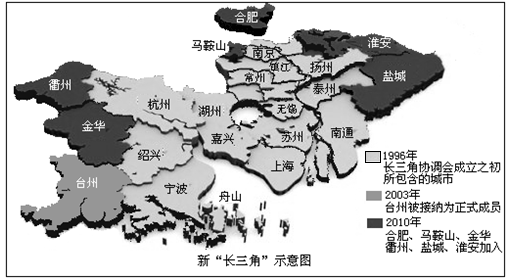 合肥
马鞍山
南京
淮安
镇江
扬州
盐城
常州
泰州
衢州
杭州
湖州
无锡
金华
嘉兴
苏州
南通
绍兴
上海
台州
宁波
舟山
1996年
长三角协调会成立之初
所包含的城市
2003年
台州被接纳为正式成员
2010年
合肥、马鞍山、金华
衢州、盐城、淮安加入
新“长三角”示意图